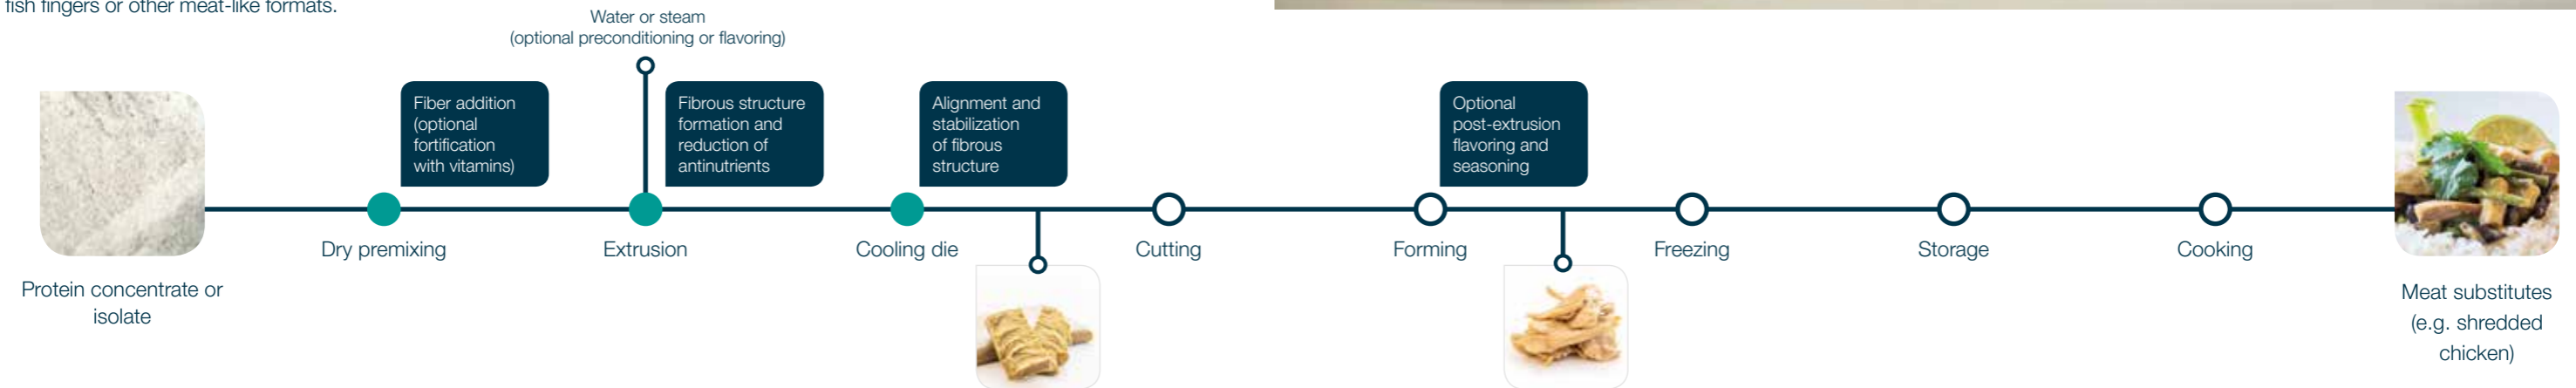 fish fingers or other meat-like formats.
Water or steam
(optional preconditioning or flavoring)
Fiber addition
(optional
fortification
with vitamins)
Fibrous structure
formation and
reduction of
antinutrients
Alignment and
stabilization
of fibrous
structure
Optional
post-extrusion
flavoring and
seasoning
Dry premixing
Extrusion
Cooling die
Cutting
Forming
Freezing
Storage
Cooking
Protein concentrate or
isolate
Meat substitutes
(e.g. shredded
chicken)